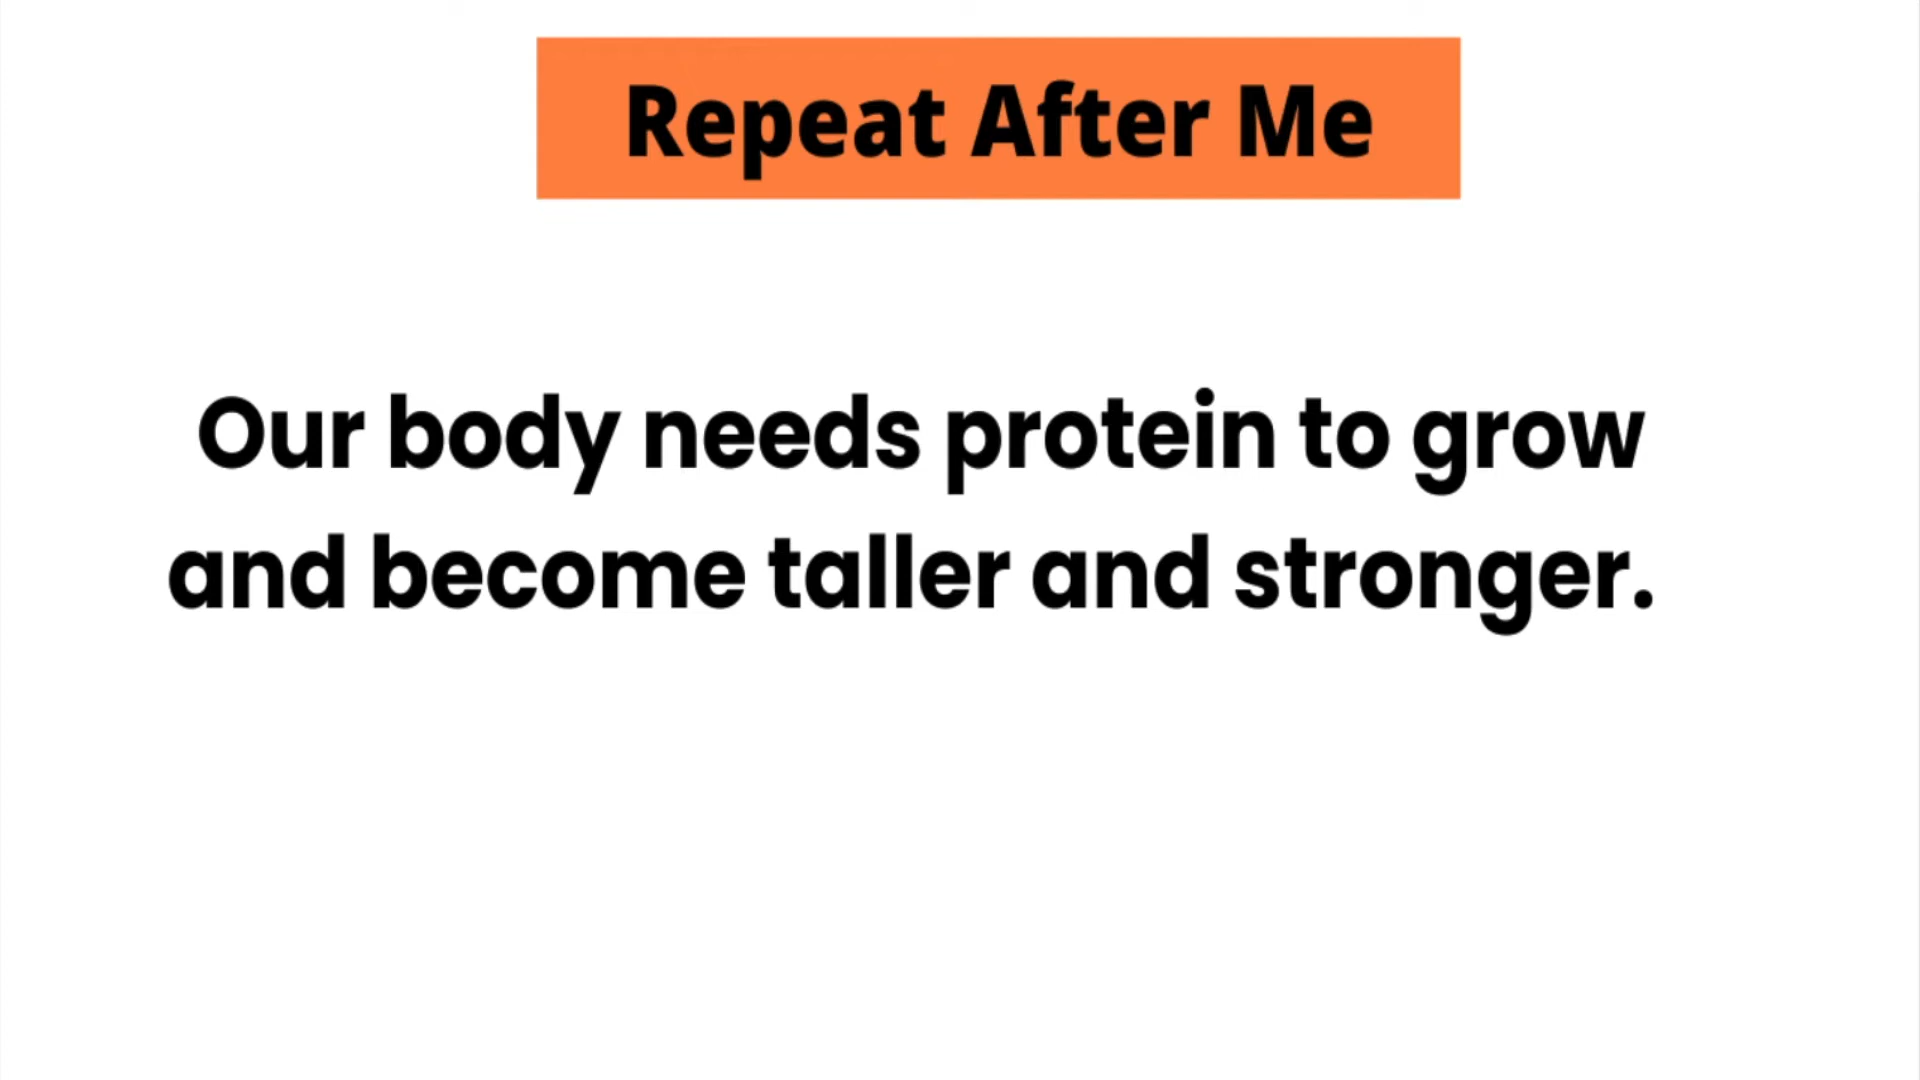 Repeat After Me
Our body needs protein to grow
and become taller and stronger.